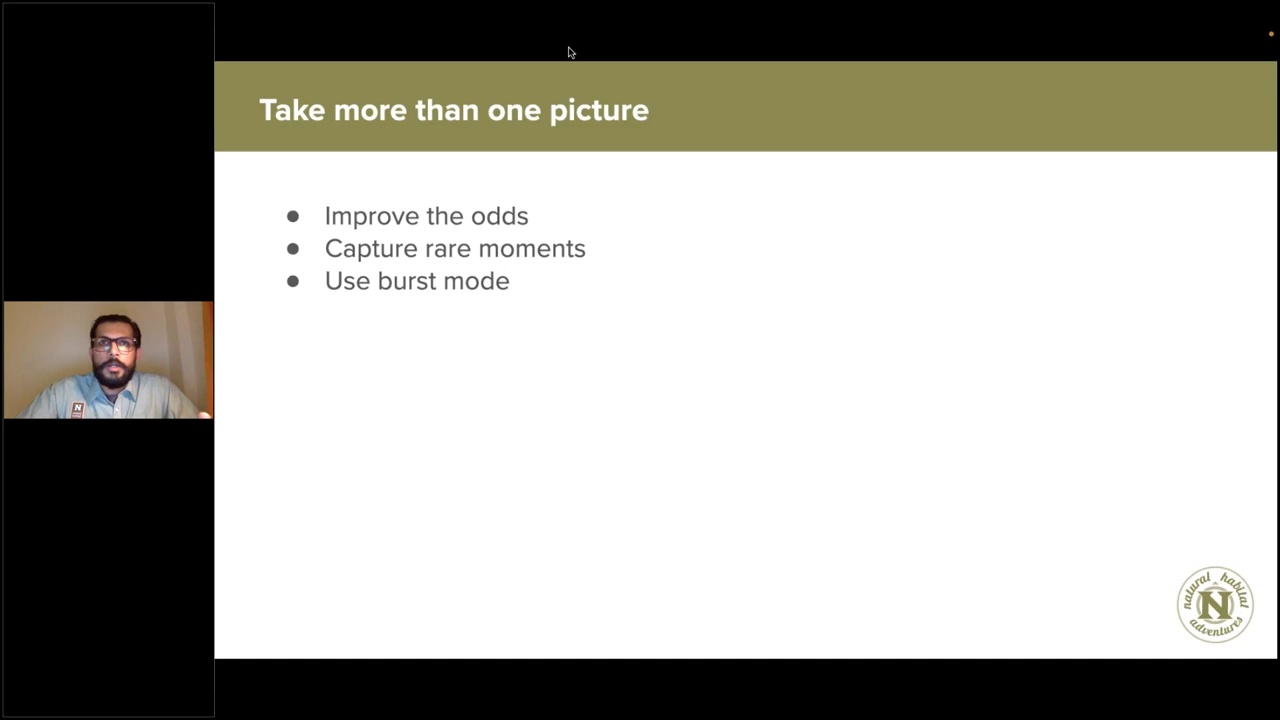 Take more than one picture
● Improve the odds
● Capture rare moments
● Use burst mode
natural habitat
N
adventures
N